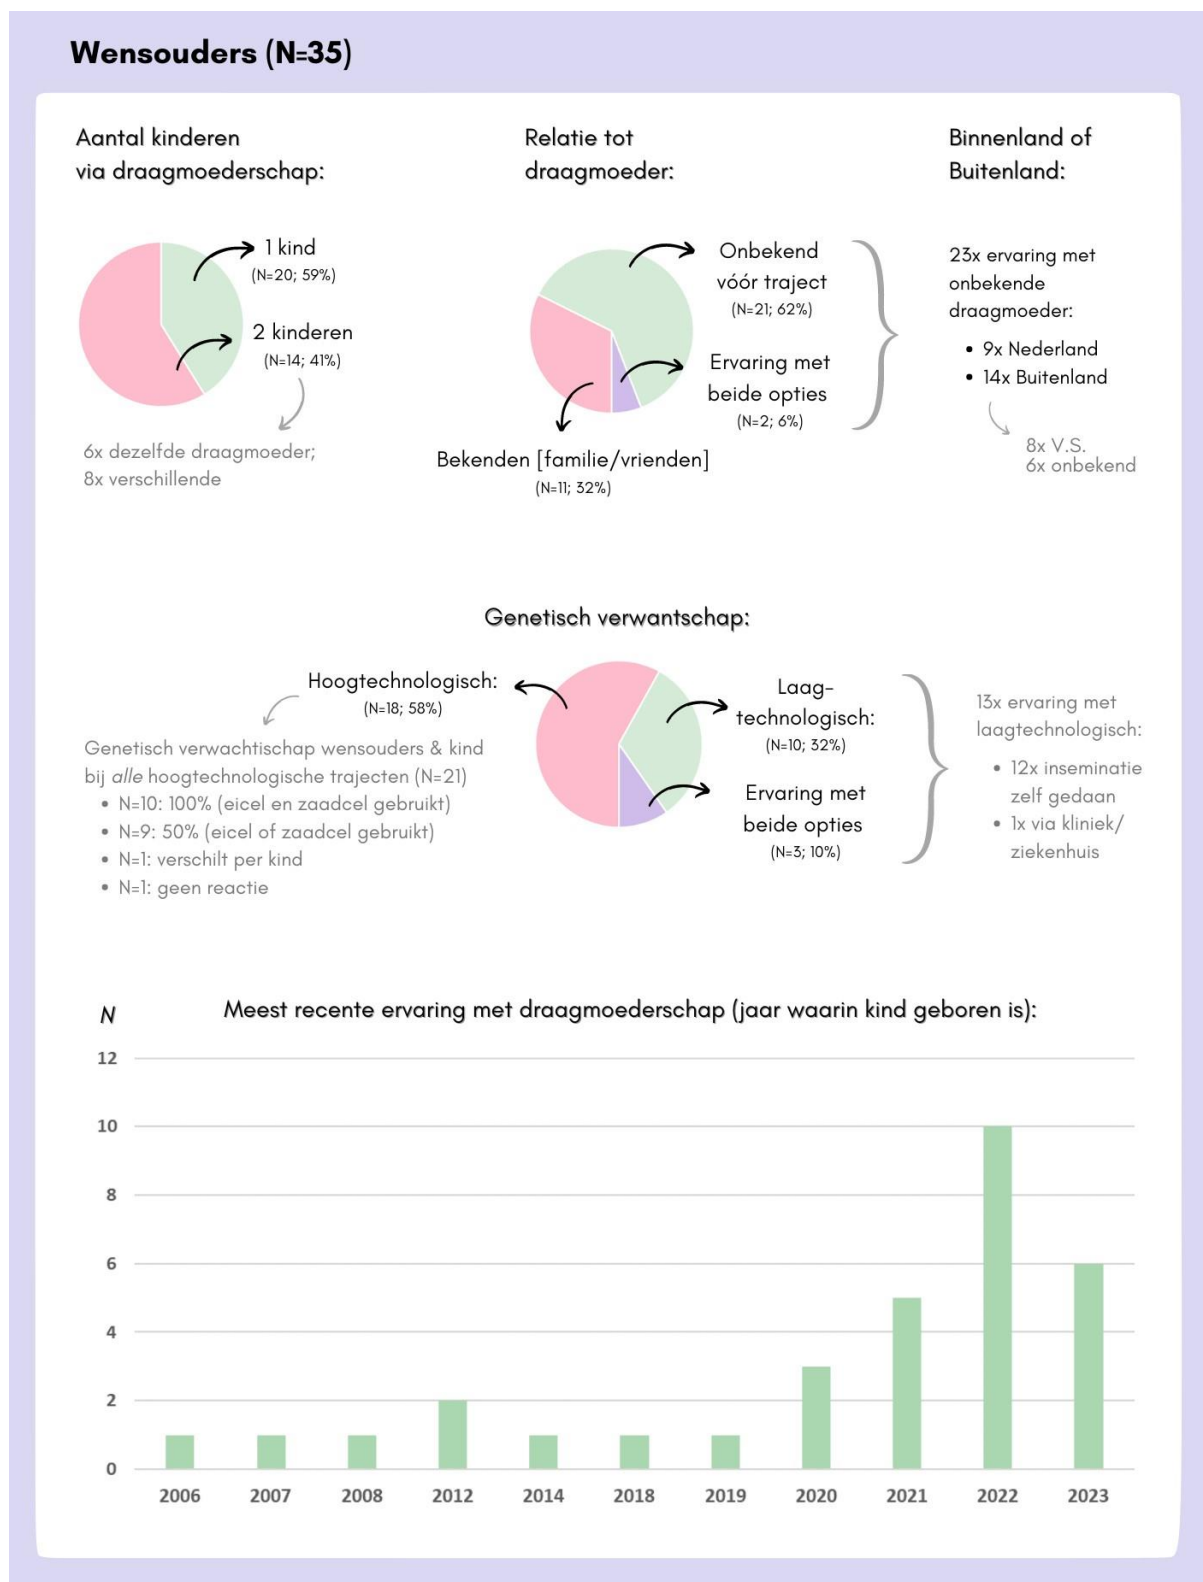 Wensouders (N=35)
Aantal kinderen
via draagmoederschap:
1 kind
(N=20; 59%)
2 kinderen
(N=14; 41%)
6x dezelfde draagmoeder;
8x verschillende
Relatie tot
draagmoeder:
Onbekend
vóór traject
(N=21; 62%)
Ervaring met
beide opties
(N=2; 6%)
Bekenden [familie/vrienden]
(N=11; 32%)
Binnenland of
Buitenland:
23x ervaring met
onbekende
draagmoeder:
• 9x Nederland
• 14x Buitenland
8x V.S.
6x onbekend
Genetisch verwantschap:
Hoogtechnologisch:
(N=18; 58%)
Genetisch verwachtischap wensouders & kind
bij alle hoogtechnologische trajecten (N=21)
• N=10: 100% (eicel en zaadcel gebruikt)
• N=9: 50% (eicel of zaadcel gebruikt)
• N=1: verschilt per kind
• N=1: geen reactie
Laag-
technologisch:
(N=10; 32%)
Ervaring met
beide opties
(N=3; 10%)
13x ervaring met
laagtechnologisch:
• 12x inseminatie
zelf gedaan
• 1x via kliniek/
ziekenhuis
N
Meest recente ervaring met draagmoederschap (jaar waarin kind geboren is):
12
10
8
6
4
2
0
2006 2007 2008 2012 2014 2018 2019 2020 2021 2022 2023